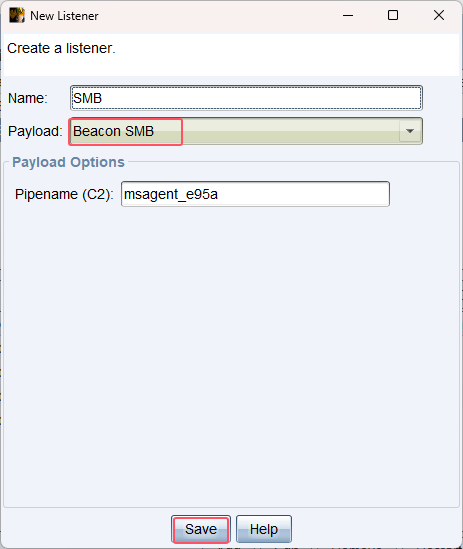 New Listener
Create a listener.
Name: SMB
Payload: Beacon SMB
Payload Options
Pipename (C2): msagent_e95a
Save Help